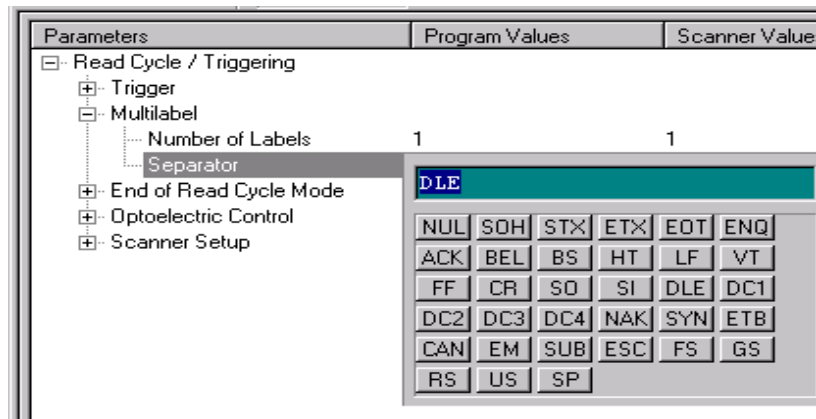 Parameters Program Values Scanner Value
Read Cycle / Triggering
Trigger
Multilabel
Number of Labels 1 1
Separator
DLE
End of Read Cycle Mode
Optoelectric Control
Scanner Setup
NUL SOH STX ETX EOT ENQ
ACK BEL BS HT LF VT
FF CR SO SI DLE DC1
DC2 DC3 DC4 NAK SYN ETB
CAN EM SUB ESC FS GS
RS US SP